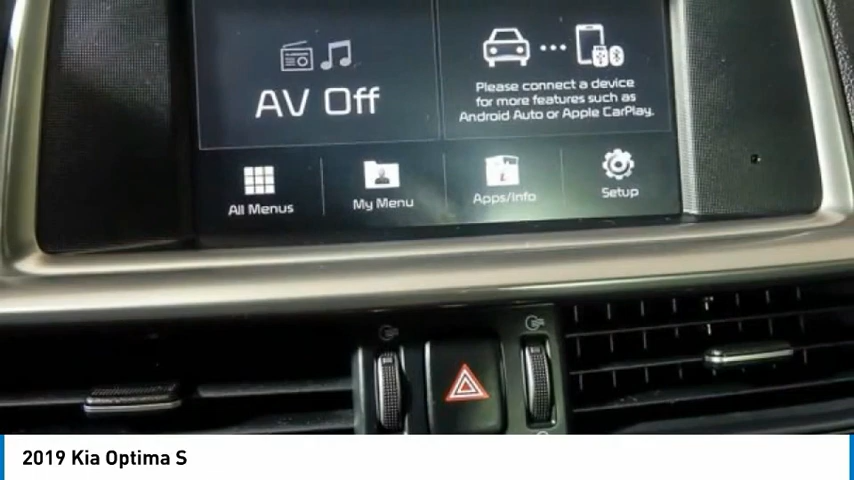 AV Off
Please connect a device
for more features such as
Android Auto or Apple CarPlay.
All Menus
My Menu
Apps/Info
Setup
2019 Kia Optima S